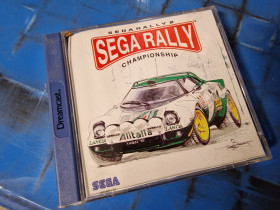 SEGA RALLY 2
SEGA RALLY
CHAMPIONSHIP
Dreamcast
Alitalia
SEGA